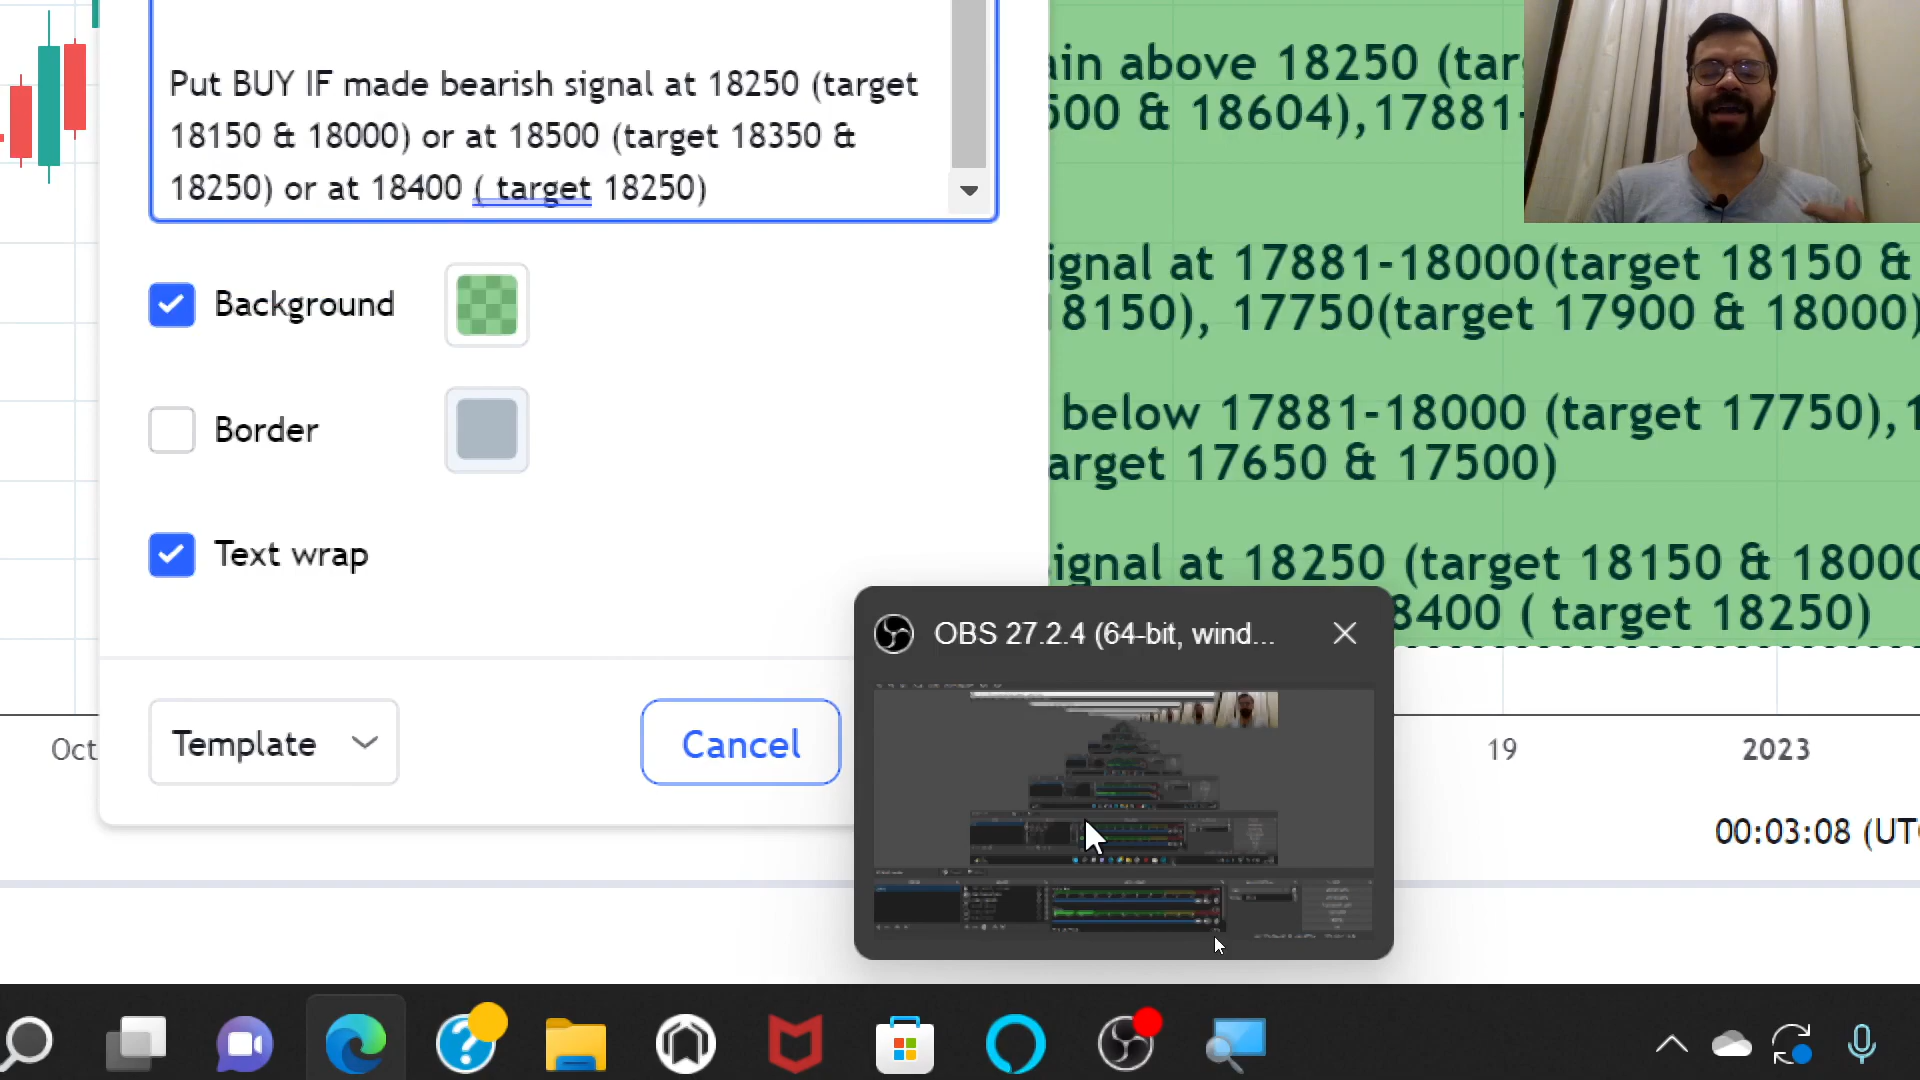 Put BUY IF made bearish signal at 18250 (target
18150 & 18000) or at 18500 (target 18350 &
18250) or at 18400 ( target 18250)
Background
Border
Text wrap
Template
Cancel
ain above 18250 (tar
500 & 18604),17881-
ignal at 17881-18000(target 18150 &
8150), 17750(target 17900 & 18000)
below 17881-18000 (target 17750),1
arget 17650 & 17500)
ignal at 18250 (target 18150 & 1800
8400 ( target 18250)
OBS 27.2.4 (64-bit, wind...
Oct
19
2023
00:03:08 (UT